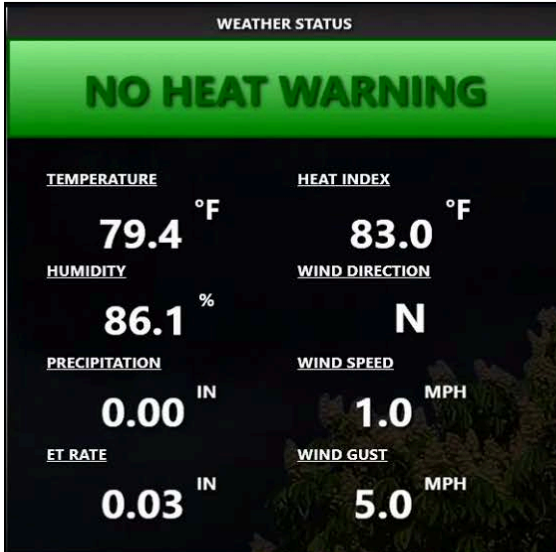 WEATHER STATUS
NO HEAT WARNING
TEMPERATURE
79.4 °F
HEAT INDEX
83.0 °F
HUMIDITY
86.1 %
WIND DIRECTION
N
PRECIPITATION
0.00 IN
WIND SPEED
1.0 MPH
ET RATE
0.03 IN
WIND GUST
5.0 MPH